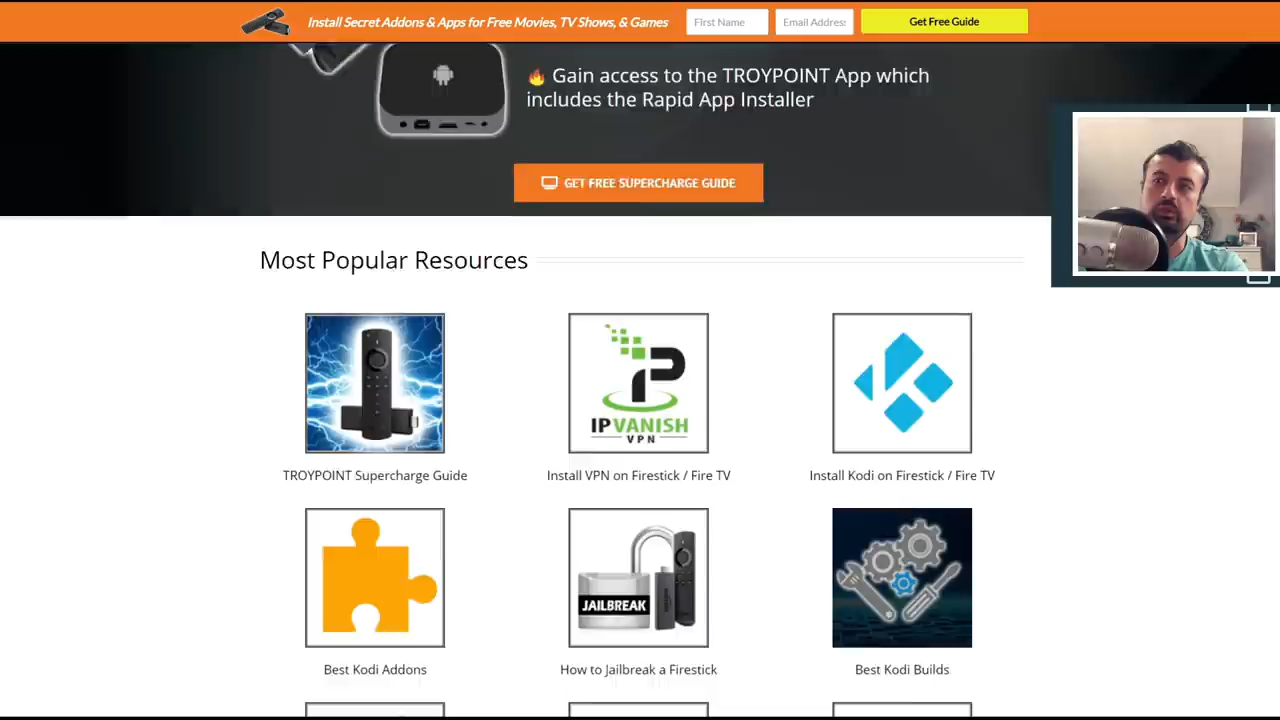 Install Secret Addons & Apps for Free Movies, TV Shows, & Games
First Name
Email Address
Get Free Guide
🔥 Gain access to the TROYPOINT App which
includes the Rapid App Installer
GET FREE SUPERCHARGE GUIDE
Most Popular Resources
IPVANISH
VPN
TROYPOINT Supercharge Guide
Install VPN on Firestick / Fire TV
Install Kodi on Firestick / Fire TV
JAILBREAK
Best Kodi Addons
How to Jailbreak a Firestick
Best Kodi Builds